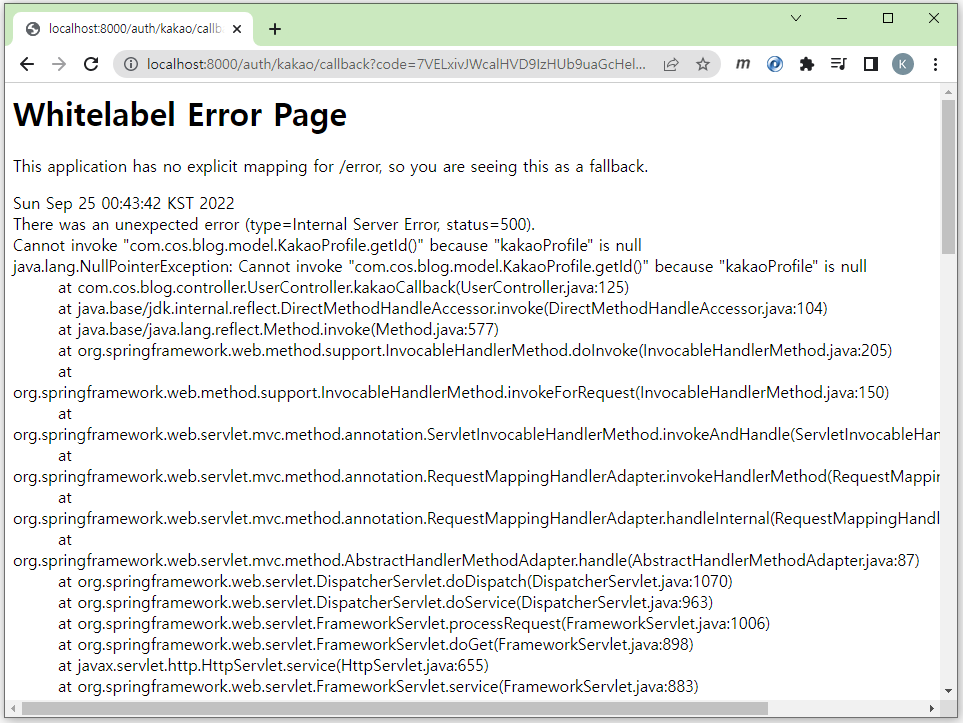 localhost:8000/auth/kakao/callb
localhost:8000/auth/kakao/callback?code=7VELxivJWcalHVD9IzHUb9uaGcHel...
m
K
Whitelabel Error Page
This application has no explicit mapping for /error, so you are seeing this as a fallback.
Sun Sep 25 00:43:42 KST 2022
There was an unexpected error (type=Internal Server Error, status=500).
Cannot invoke "com.cos.blog.model.KakaoProfile.getId()" because "kakaoProfile" is null
java.lang.NullPointerException: Cannot invoke "com.cos.blog.model.KakaoProfile.getId()" because "kakaoProfile" is null
at com.cos.blog.controller.UserController.kakaoCallback(UserController.java:125)
at java.base/jdk.internal.reflect.DirectMethodHandleAccessor.invoke(DirectMethodHandleAccessor.java:104)
at java.base/java.lang.reflect.Method.invoke(Method.java:577)
at org.springframework.web.method.support.InvocableHandlerMethod.doInvoke(InvocableHandlerMethod.java:205)
at
org.springframework.web.method.support.InvocableHandlerMethod.invokeForRequest(InvocableHandlerMethod.java:150)
at
org.springframework.web.servlet.mvc.method.annotation.ServletInvocableHandlerMethod.invokeAndHandle(ServletInvocableHan
at
org.springframework.web.servlet.mvc.method.annotation.RequestMappingHandlerAdapter.invokeHandlerMethod(RequestMappin
at
org.springframework.web.servlet.mvc.method.annotation.RequestMappingHandlerAdapter.handleInternal(RequestMappingHandl
at
org.springframework.web.servlet.mvc.method.AbstractHandlerMethodAdapter.handle(AbstractHandlerMethodAdapter.java:87)
at org.springframework.web.servlet.DispatcherServlet.doDispatch(DispatcherServlet.java:1070)
at org.springframework.web.servlet.DispatcherServlet.doService(DispatcherServlet.java:963)
at org.springframework.web.servlet.FrameworkServlet.processRequest(FrameworkServlet.java:1006)
at org.springframework.web.servlet.FrameworkServlet.doGet(FrameworkServlet.java:898)
at javax.servlet.http.HttpServlet.service(HttpServlet.java:655)
at org.springframework.web.servlet.FrameworkServlet.service(FrameworkServlet.java:883)